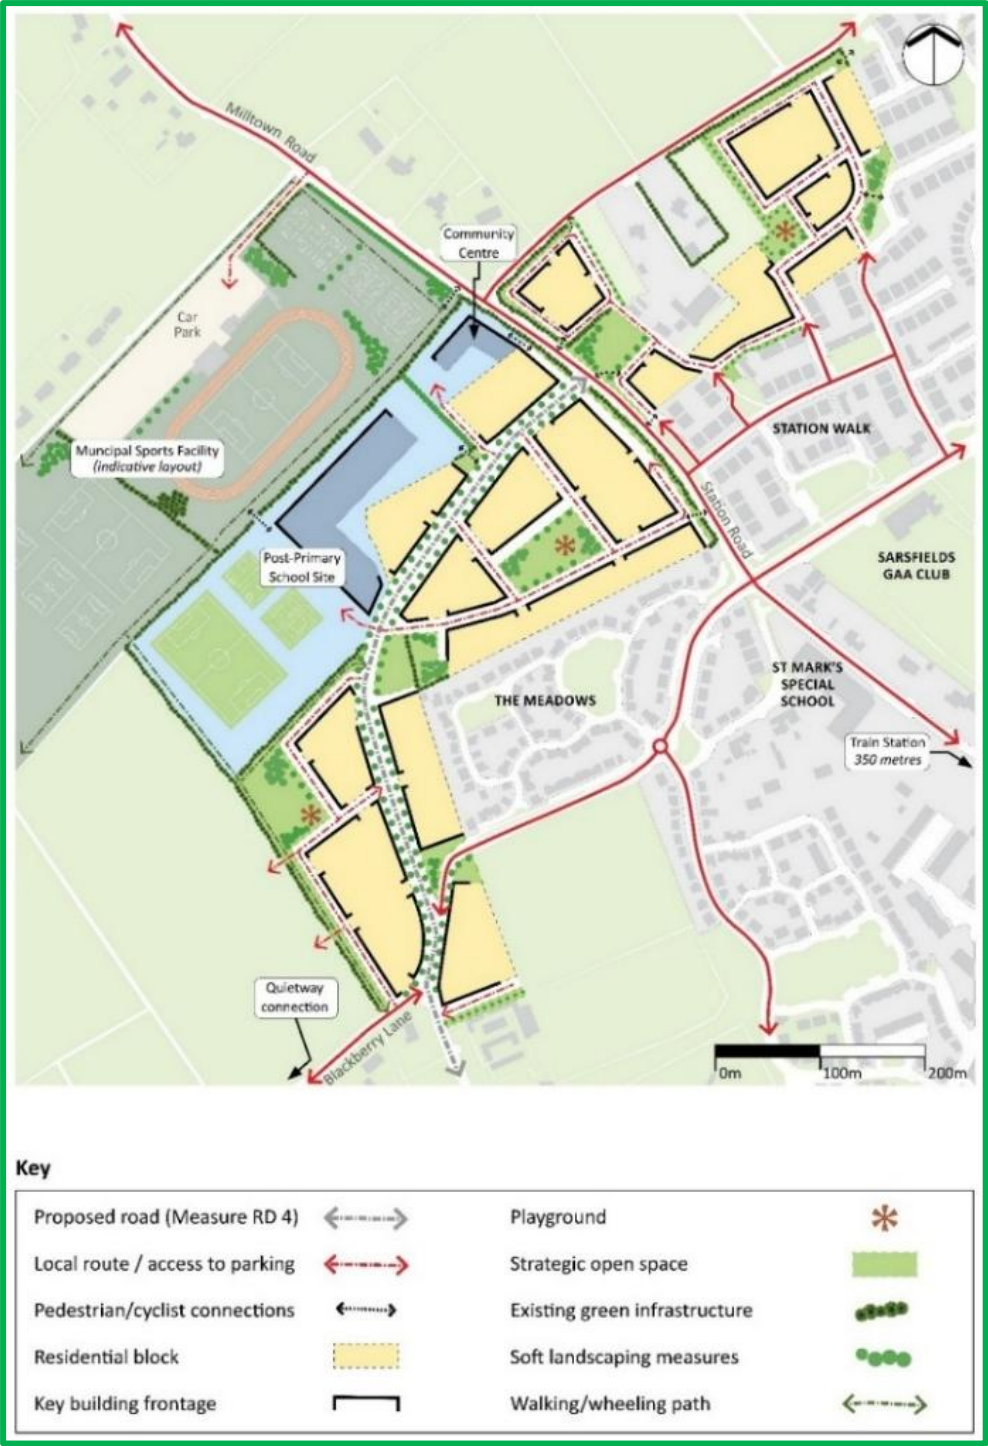 Milltown Road
Community
Centre
Car
Park
Muncipal Sports Facility
(indicative layout)
STATION WALK
Station Road
SARSFIELDS
GAA CLUB
Post-Primary
School Site
ST MARK'S
SPECIAL
SCHOOL
THE MEADOWS
Train Station
350 metres
Quietway
connection
Blackberry Lane
0m
100m
200m
Key
Proposed road (Measure RD 4)
Local route / access to parking
Pedestrian/cyclist connections
Residential block
Key building frontage
Playground
Strategic open space
Existing green infrastructure
Soft landscaping measures
Walking/wheeling path